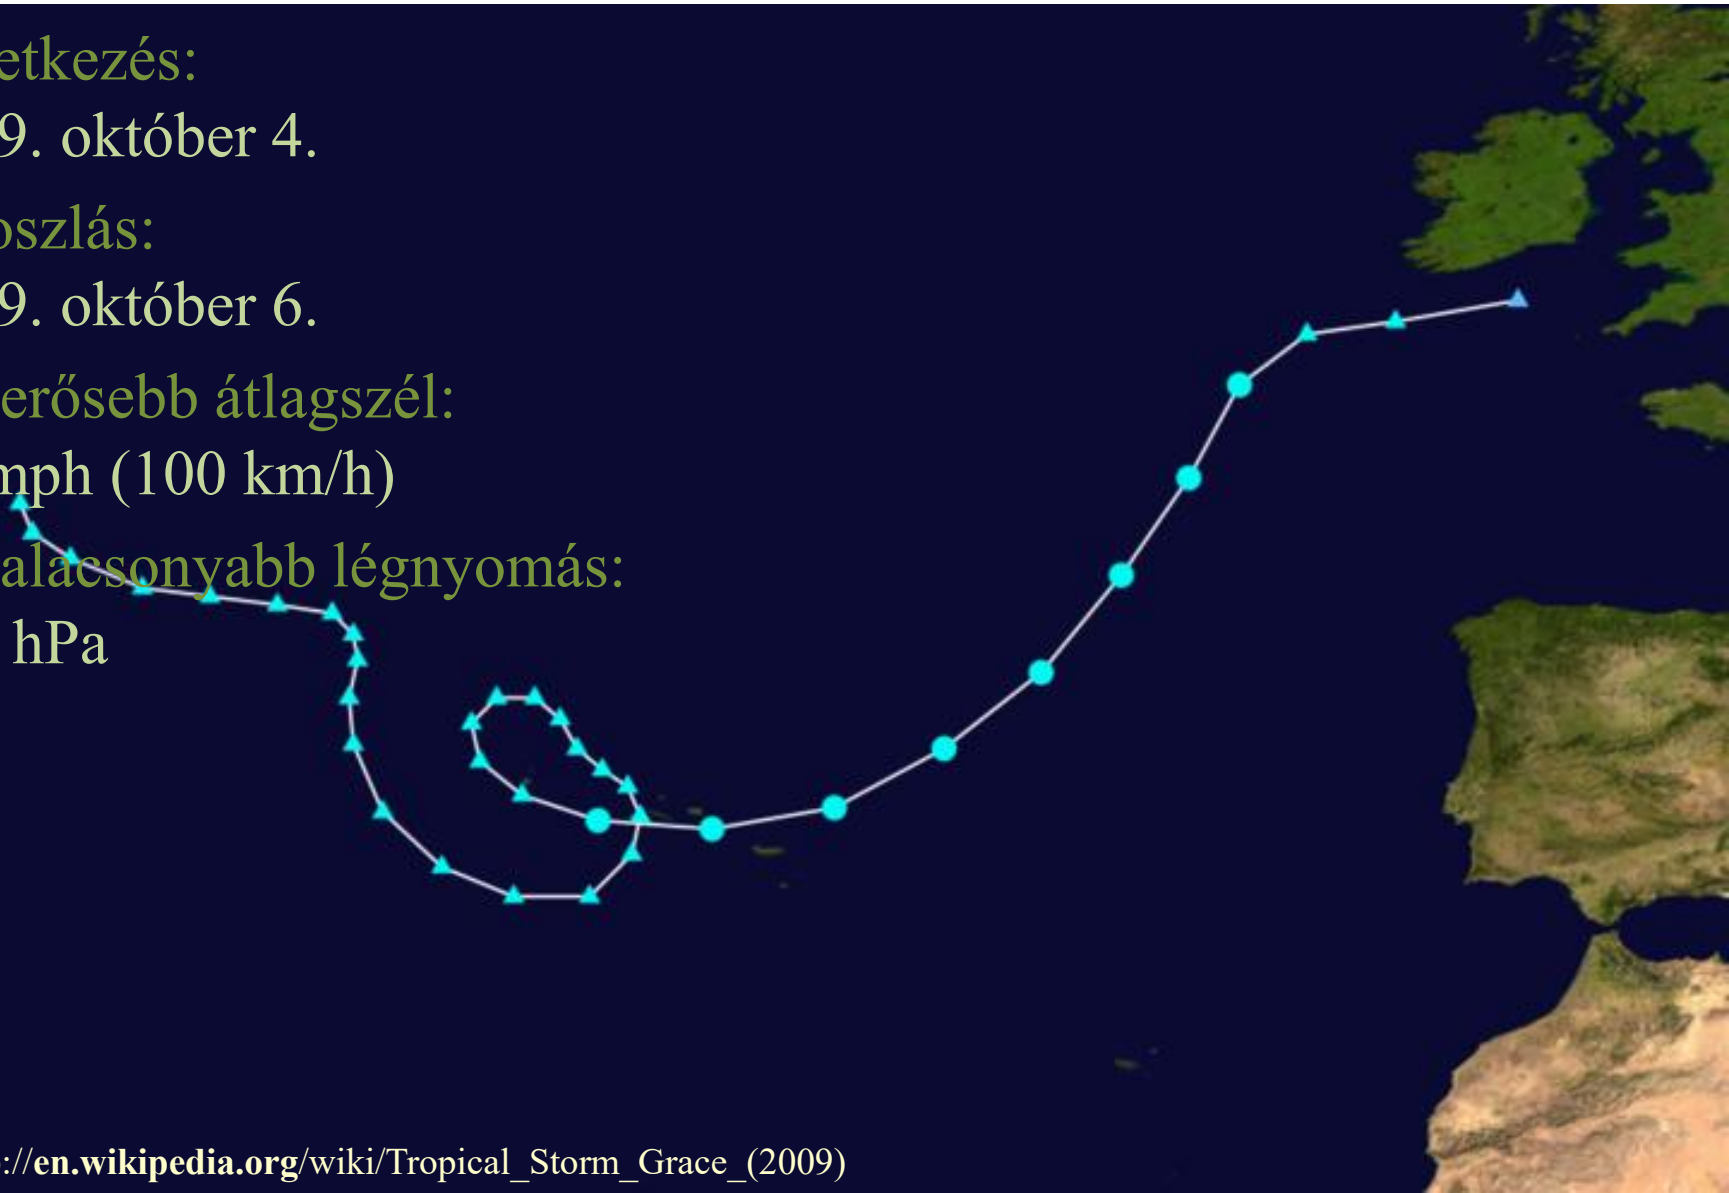 etkezés:
9. október 4.
oszlás:
9. október 6.
erősebb átlagszél:
mph (100 km/h)
alacsonyabb légnyomás:
hPa
://en.wikipedia.org/wiki/Tropical_Storm_Grace_(2009)